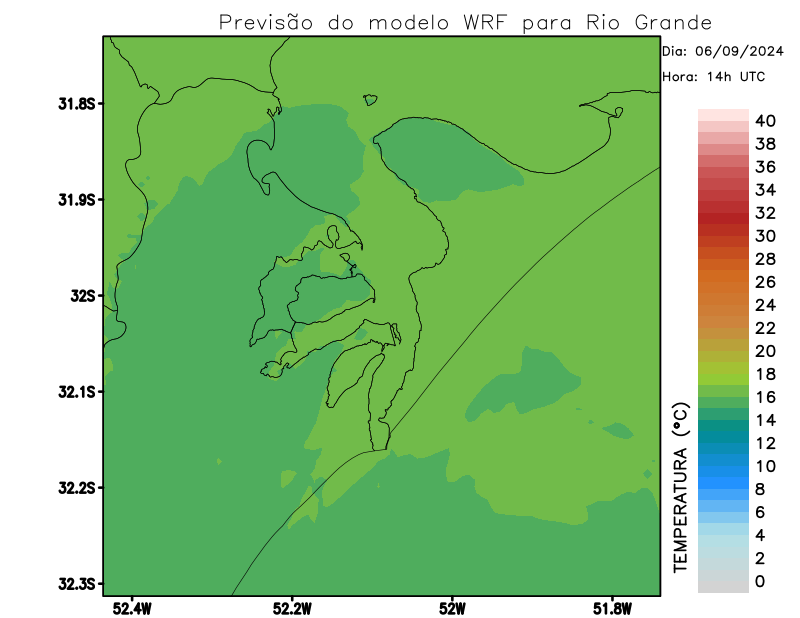 Previsão do modelo WRF para Rio Grande
Dia: 06/09/2024
Hora: 14h UTC
31.8S
31.9S
32S
32.1S
32.2S
32.3S
52.4W
52.2W
52W
51.8W
40
38
36
34
32
30
28
26
24
22
20
18
16
14
12
10
8
6
4
2
0
TEMPERATURA (°C)